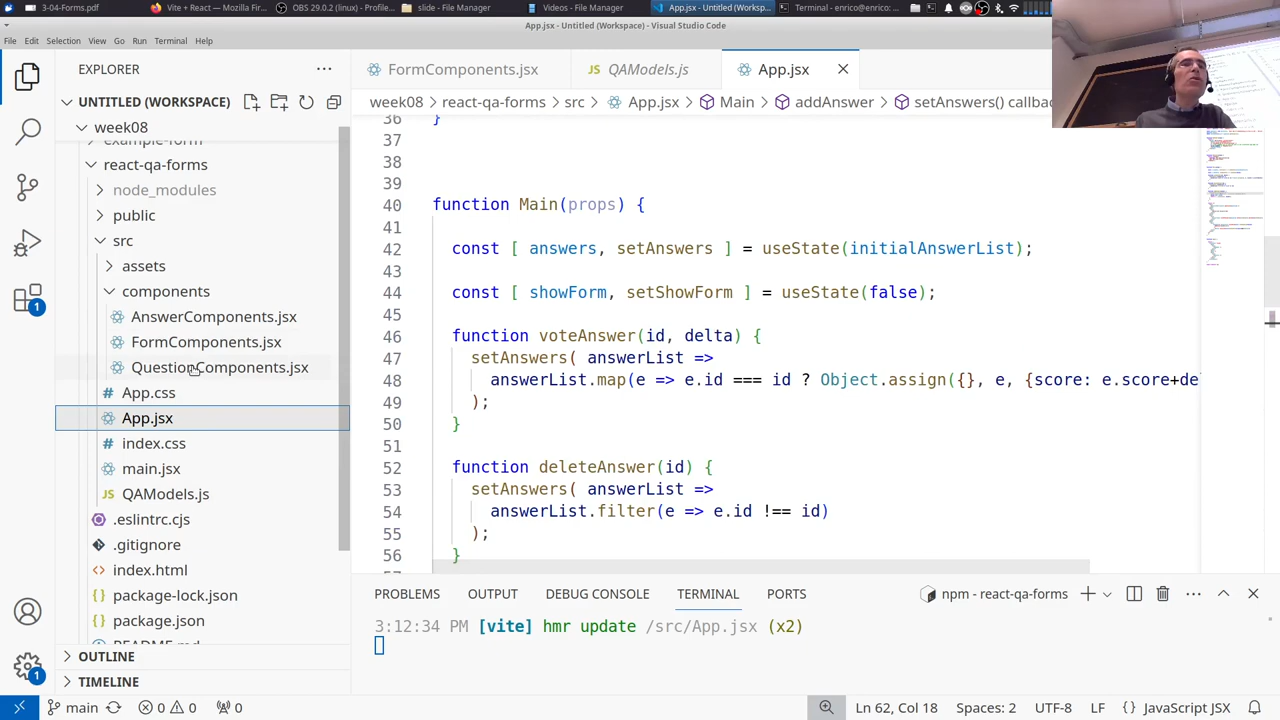 3-04-Forms.pdf
Vite + React — Mozilla Fir...
OBS 29.0.2 (linux) - Profile...
slide - File Manager
Videos - File Manager
App.jsx - Untitled (Works...
Terminal - enrico@enrico: ...
App.jsx - Untitled (Workspace) - Visual Studio Code
File Edit Selection View Go Run Terminal Help
ORER
UNTITLED (WORKSPACE)
week08
react-qa-forms
node_modules
public
src
assets
components
AnswerComponents.jsx
FormComponents.jsx
QuestionComponents.jsx
App.css
App.jsx
index.css
main.jsx
QAModels.js
.eslintrc.cjs
.gitignore
index.html
package-lock.json
package.json
README.md
OUTLINE
TIMELINE
FormComponents.jsx
QAModels.js
App.jsx
week08 > react-qa-forms > src > App.jsx > Main > addAnswer > setAnswers() callback
36 }
37
38
function Main(props) {
41
42 const [ answers, setAnswers ] = useState(initialAnswerList);
43
44 const [ showForm, setShowForm ] = useState(false);
45
46 function voteAnswer(id, delta) {
47 setAnswers( answerList =>
48 answerList.map(e => e.id === id ? Object.assign({}, e, {score: e.score+de
49 );
50 }
51
52 function deleteAnswer(id) {
53 setAnswers( answerList =>
54 answerList.filter(e => e.id !== id)
55 );
56 }
PROBLEMS OUTPUT DEBUG CONSOLE TERMINAL PORTS
npm - react-qa-forms
3:12:34 PM [vite] hmr update /src/App.jsx (x2)
main 0 0 0
Ln 62, Col 18 Spaces: 2 UTF-8 LF {} JavaScript JSX